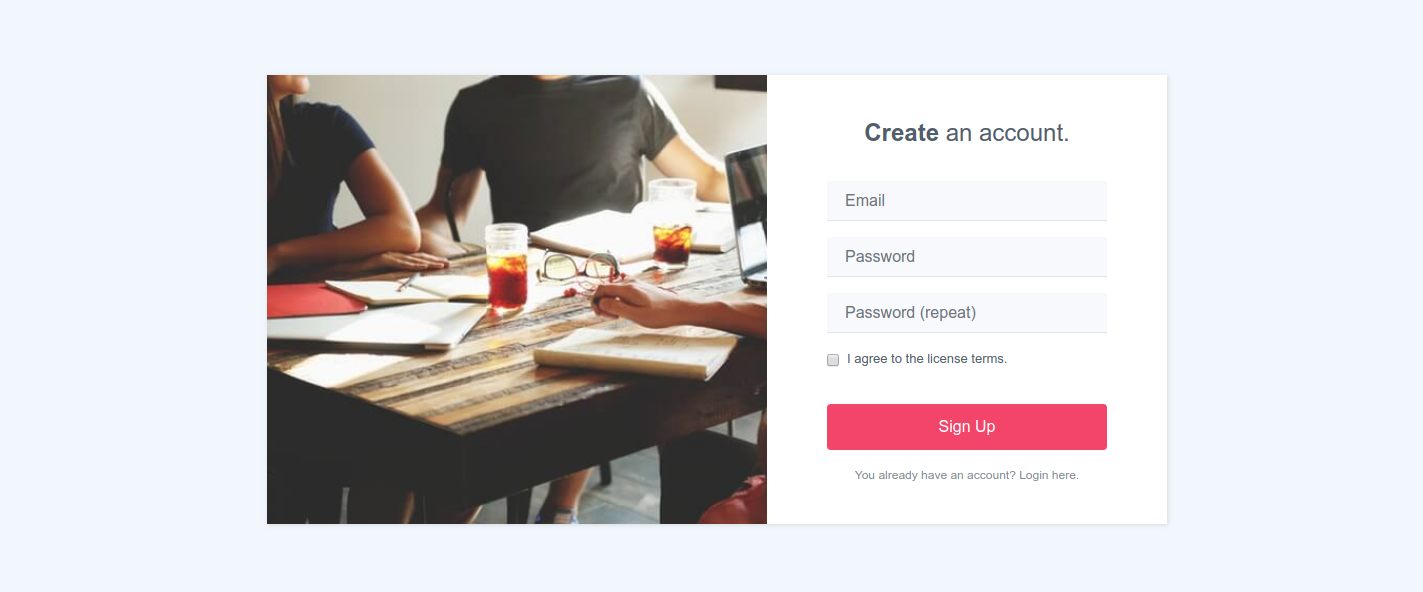 Create an account.
Email
Password
Password (repeat)
I agree to the license terms.
Sign Up
You already have an account? Login here.